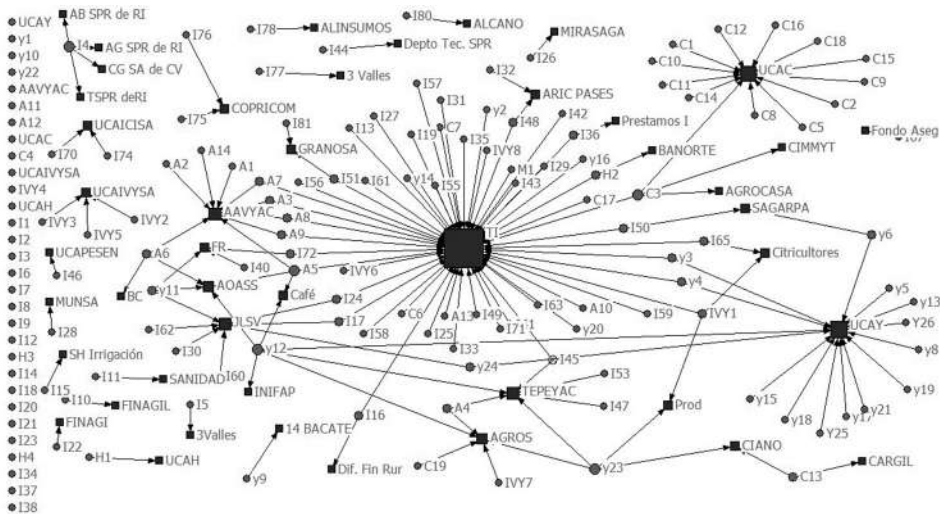 UCAY
y1
y10
y22
AAVYAC
A11
A12
UCAC
C4
UCAIVYSA
IVY4
UCAH
I1
I2
I3
I6
I7
I8
I9
I12
H3
I14
I18
I20
I21
I23
H4
I34
I37
I38
AB SPR de RI
I4
AG SPR de RI
CG SA de CV
TSPR deRI
I76
I78
ALINSUMOS
I80
ALCANO
I44
Depto Tec. SPR
MIRASAGA
I26
I77
3 Valles
I75
COPRICOM
I32
ARIC PASES
C12
C16
C1
C18
C10
UCAC
C15
C9
C11
C14
C2
C8
C5
Fondo Aseg
UCAICISA
I70
I74
I81
GRANOSA
I57
I31
I27
I13
I19
C7
y2
I35
IVY8
I48
I42
I36
Prestamos I
I29
y16
M1
I43
H2
BANORTE
CIMMYT
C17
C3
AGROCASA
SAGARPA
A14
A2
A1
A7
A3
I56
I51
I61
y14
I55
AAVYAC
A8
A9
I72
A5
TI
I50
I65
y6
Citricultores
y3
y4
UCAIVYSA
IVY3
IVY2
IVY5
UCAPESEN
I46
MUNSA
I28
A6
FR
I40
AOASS
BC
y11
Café
IVY6
I24
I17
JLSV
I62
I30
I60
y12
I58
C6
I25
A13
I33
I49
I71
I63
y20
A10
I59
IVY1
y5
y13
Y26
UCAY
y8
y19
y15
y18
y17
y21
Y25
SH Irrigación
I15
I11
SANIDAD
INIFAP
y24
I45
I53
TEPEYAC
I47
A4
Prod
I10
FINAGIL
FINAGI
I22
I5
3Valles
I16
14 BACATE
AGROS
H1
UCAH
y9
Dif. Fin Rur
C19
IVY7
y23
CIANO
C13
CARGIL